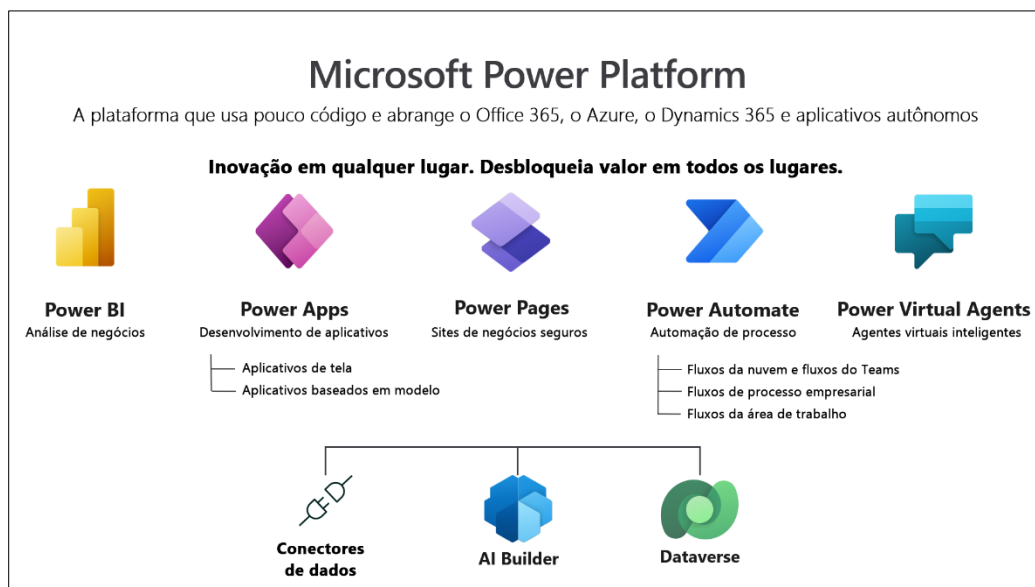 Microsoft Power Platform
A plataforma que usa pouco código e abrange o Office 365, o Azure, o Dynamics 365 e aplicativos autônomos
Inovação em qualquer lugar. Desbloqueia valor em todos os lugares.
Power BI
Análise de negócios
Power Apps
Desenvolvimento de aplicativos
Aplicativos de tela
Aplicativos baseados em modelo
Power Pages
Sites de negócios seguros
Power Automate
Automação de processo
Fluxos da nuvem e fluxos do Teams
Fluxos de processo empresarial
Fluxos da área de trabalho
Power Virtual Agents
Agentes virtuais inteligentes
Conectores
de dados
AI Builder
Dataverse